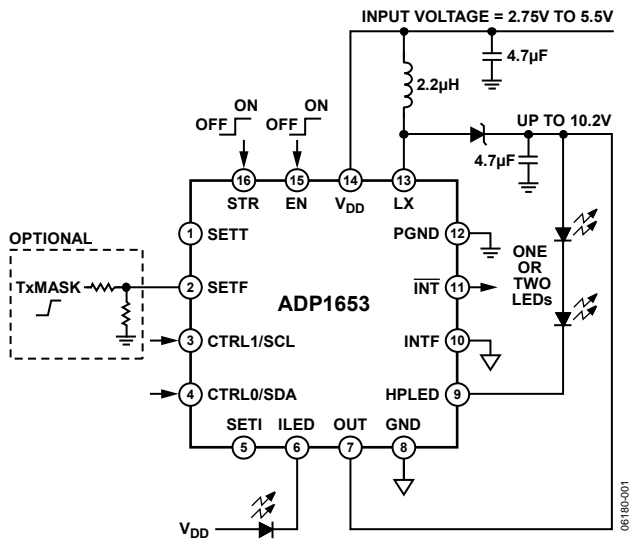 INPUT VOLTAGE = 2.75V TO 5.5V
4.7µF
2.2µH
ON
OFF
ON
OFF
UP TO 10.2V
4.7µF
16
15
14
13
STR
EN
VDD
LX
OPTIONAL
TxMASK
1
SETT
2
SETF
3
CTRL1/SCL
4
CTRL0/SDA
ADP1653
PGND
12
INT
11
INTF
10
HPLED
9
ONE
OR
TWO
LEDs
SETI
ILED
OUT
GND
5
6
7
8
VDD
06180-001